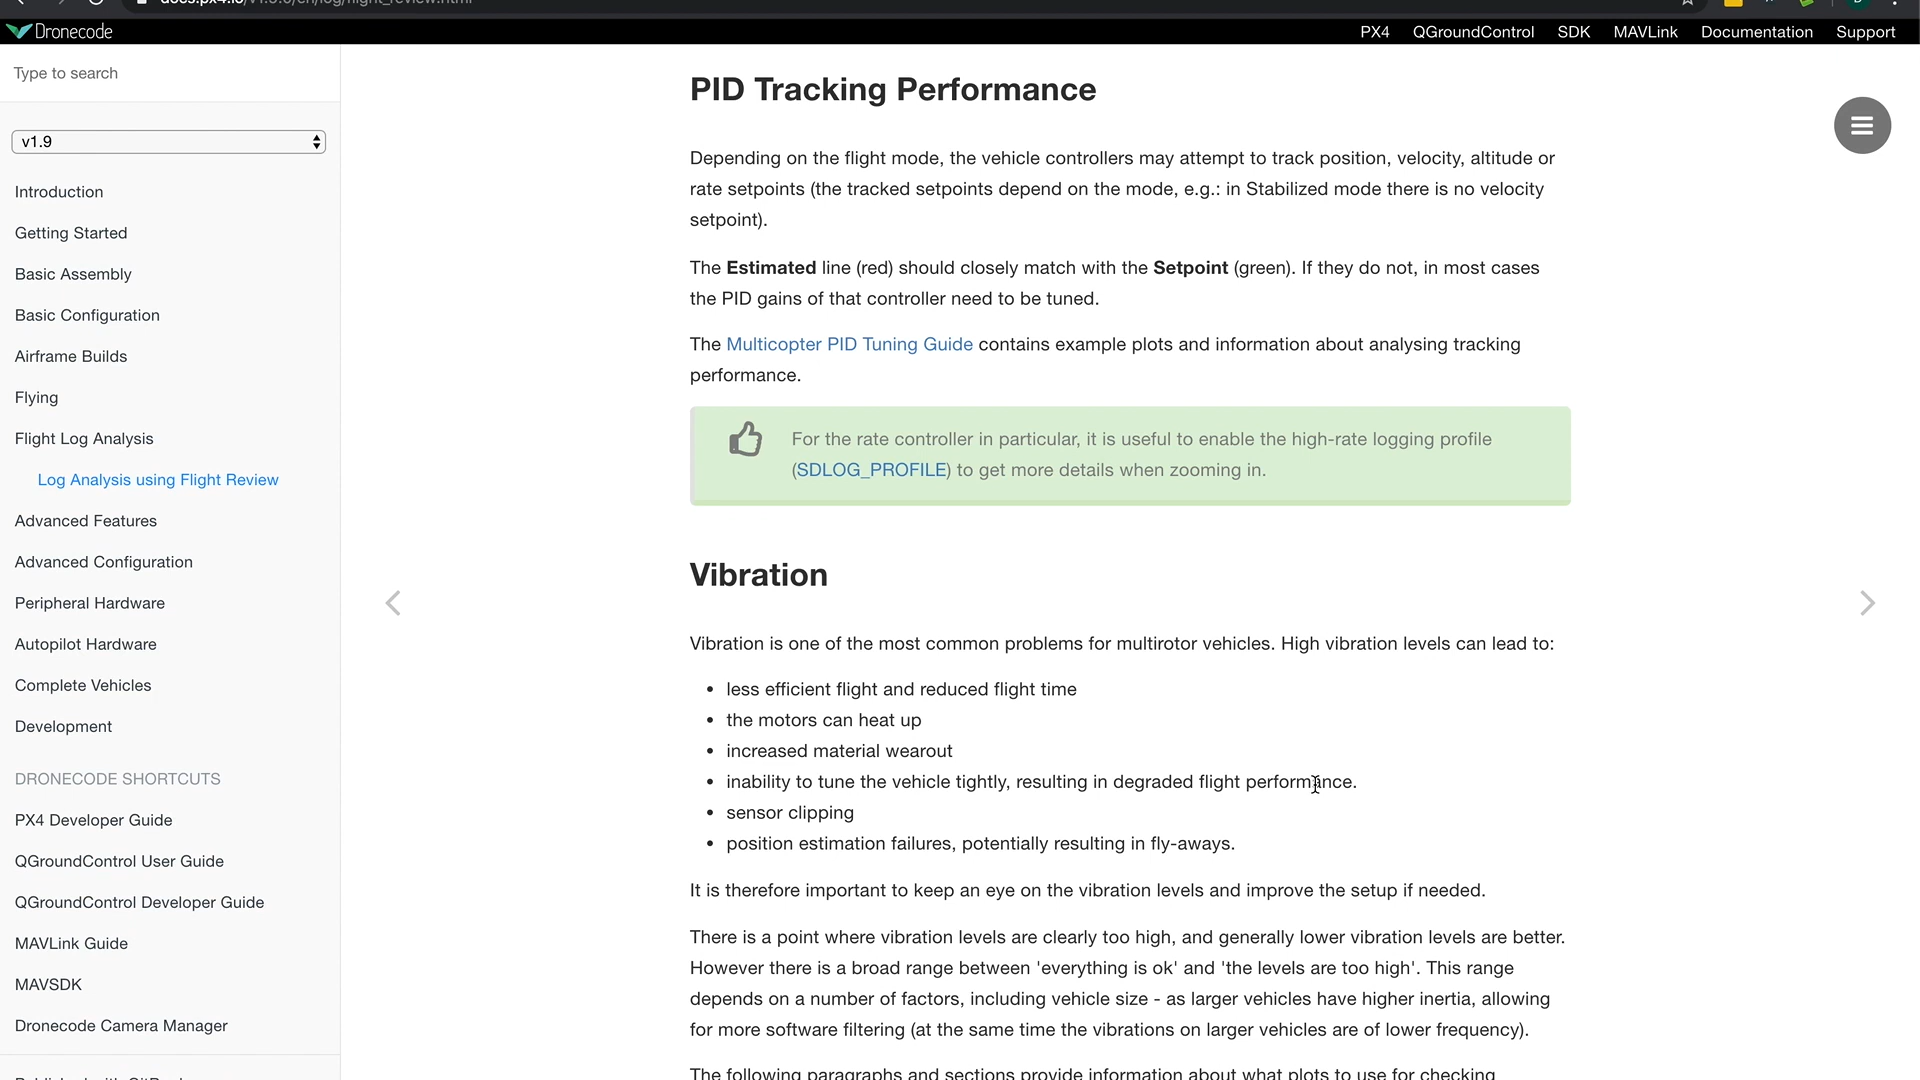 Dronecode
PX4 QGroundControl SDK MAVLink Documentation Support
Type to search
v1.9
Introduction
Getting Started
Basic Assembly
Basic Configuration
Airframe Builds
Flying
Flight Log Analysis
Log Analysis using Flight Review
Advanced Features
Advanced Configuration
Peripheral Hardware
Autopilot Hardware
Complete Vehicles
Development
DRONECODE SHORTCUTS
PX4 Developer Guide
QGroundControl User Guide
QGroundControl Developer Guide
MAVLink Guide
MAVSDK
Dronecode Camera Manager
PID Tracking Performance
Depending on the flight mode, the vehicle controllers may attempt to track position, velocity, altitude or
rate setpoints (the tracked setpoints depend on the mode, e.g.: in Stabilized mode there is no velocity
setpoint).
The Estimated line (red) should closely match with the Setpoint (green). If they do not, in most cases
the PID gains of that controller need to be tuned.
The Multicopter PID Tuning Guide contains example plots and information about analysing tracking
performance.
For the rate controller in particular, it is useful to enable the high-rate logging profile
(SDLOG_PROFILE) to get more details when zooming in.
Vibration
Vibration is one of the most common problems for multirotor vehicles. High vibration levels can lead to:
• less efficient flight and reduced flight time
• the motors can heat up
• increased material wearout
• inability to tune the vehicle tightly, resulting in degraded flight performance.
• sensor clipping
• position estimation failures, potentially resulting in fly-aways.
It is therefore important to keep an eye on the vibration levels and improve the setup if needed.
There is a point where vibration levels are clearly too high, and generally lower vibration levels are better.
However there is a broad range between 'everything is ok' and 'the levels are too high'. This range
depends on a number of factors, including vehicle size - as larger vehicles have higher inertia, allowing
for more software filtering (at the same time the vibrations on larger vehicles are of lower frequency).
The following paragraphs and sections provide information about what plots to use for checking